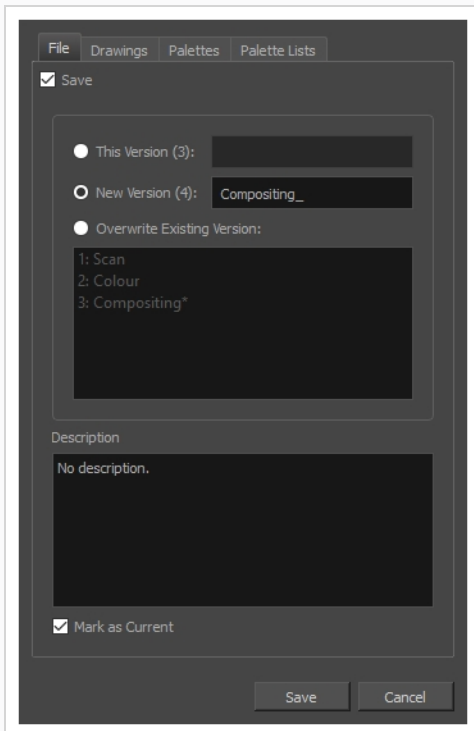 File Drawings Palettes Palette Lists
Save
This Version (3):
New Version (4): Compositing_
Overwrite Existing Version:
1: Scan
2: Colour
3: Compositing*
Description
No description.
Mark as Current
Save Cancel